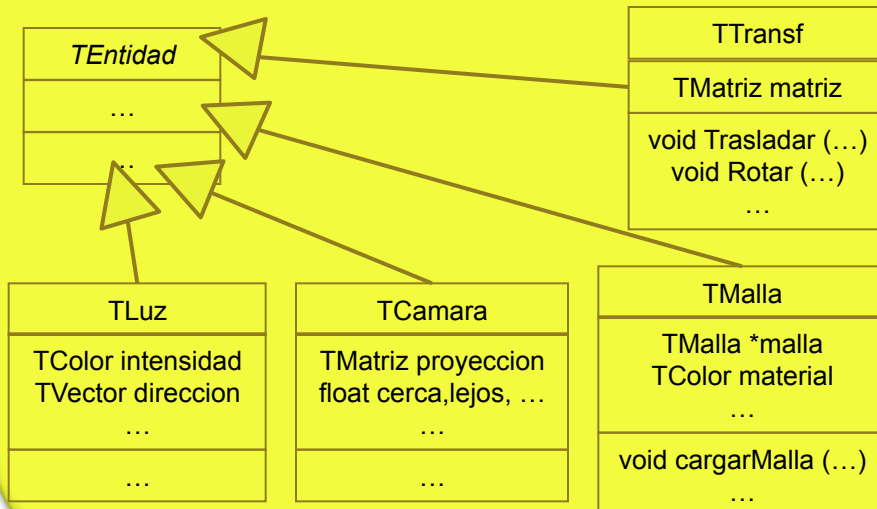 TEntidad
…
…
TTransf
TMatriz matriz
void Trasladar (…)
void Rotar (…)
…
TLuz
TColor intensidad
TVector direccion
…
…
TCamara
TMatriz proyeccion
float cerca,lejos, …
…
…
TMalla
TMalla *malla
TColor material
…
void cargarMalla (…)
…